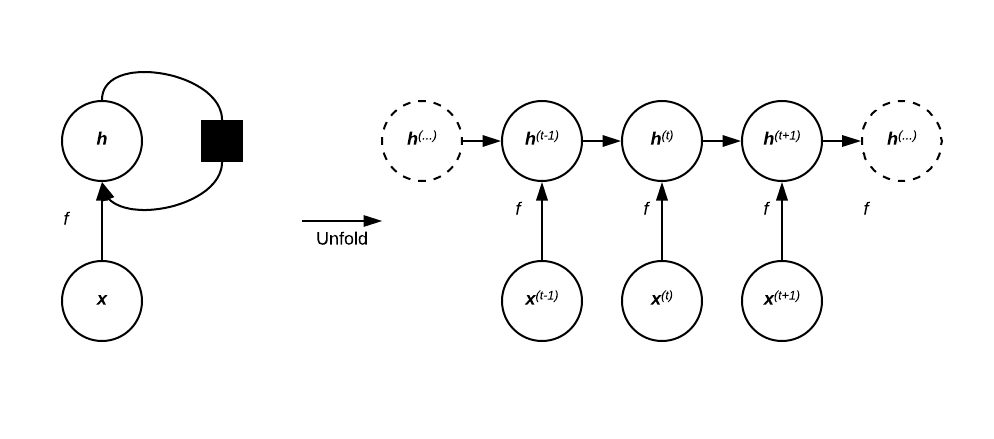 h h(...) h(t-1) h(t) h(t+1) h(...)
f f f f f
Unfold
x x(t-1) x(t) x(t+1)